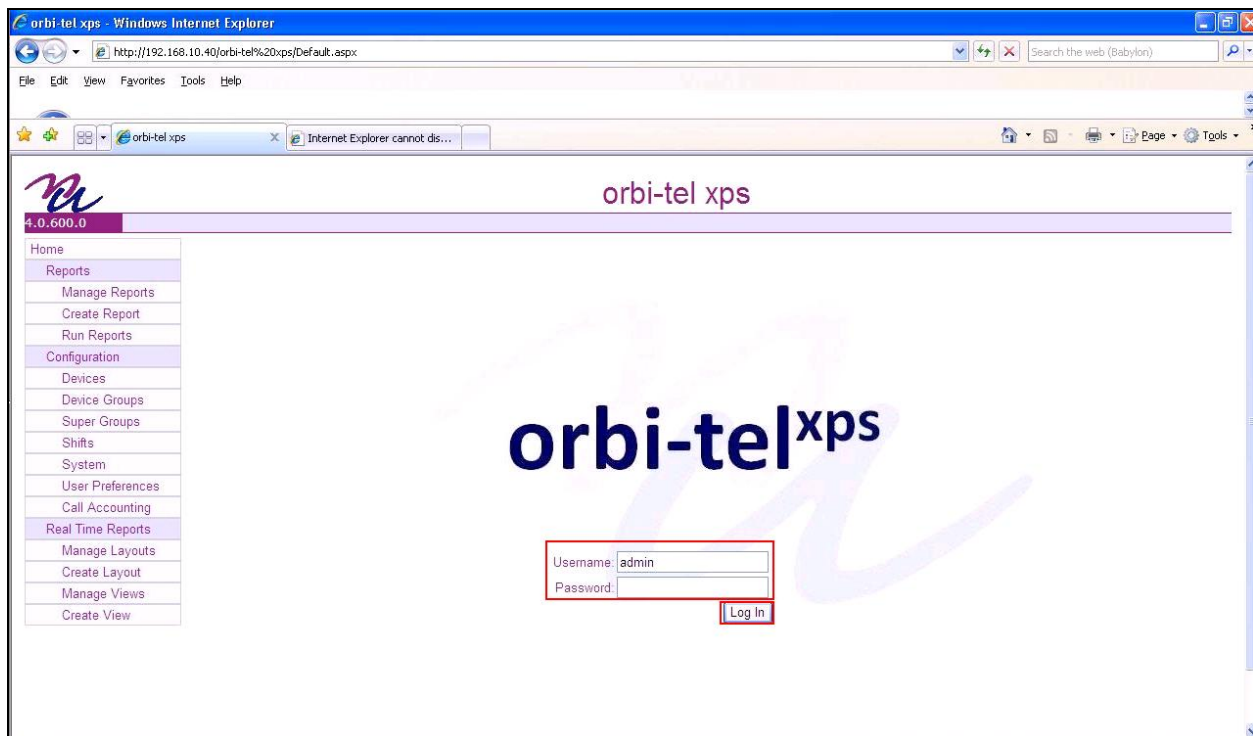 orbi-tel xps - Windows Internet Explorer
http://192.168.10.40/orbi-tel%20xps/Default.aspx
Search the web (Babylon)
File Edit View Favorites Tools Help
orbi-tel xps
Internet Explorer cannot dis...
Page Tools
orbi-tel xps
4.0.600.0
Home
Reports
Manage Reports
Create Report
Run Reports
Configuration
Devices
Device Groups
Super Groups
Shifts
System
User Preferences
Call Accounting
Real Time Reports
Manage Layouts
Create Layout
Manage Views
Create View
orbi-tel xps
Username: admin
Password:
Log In